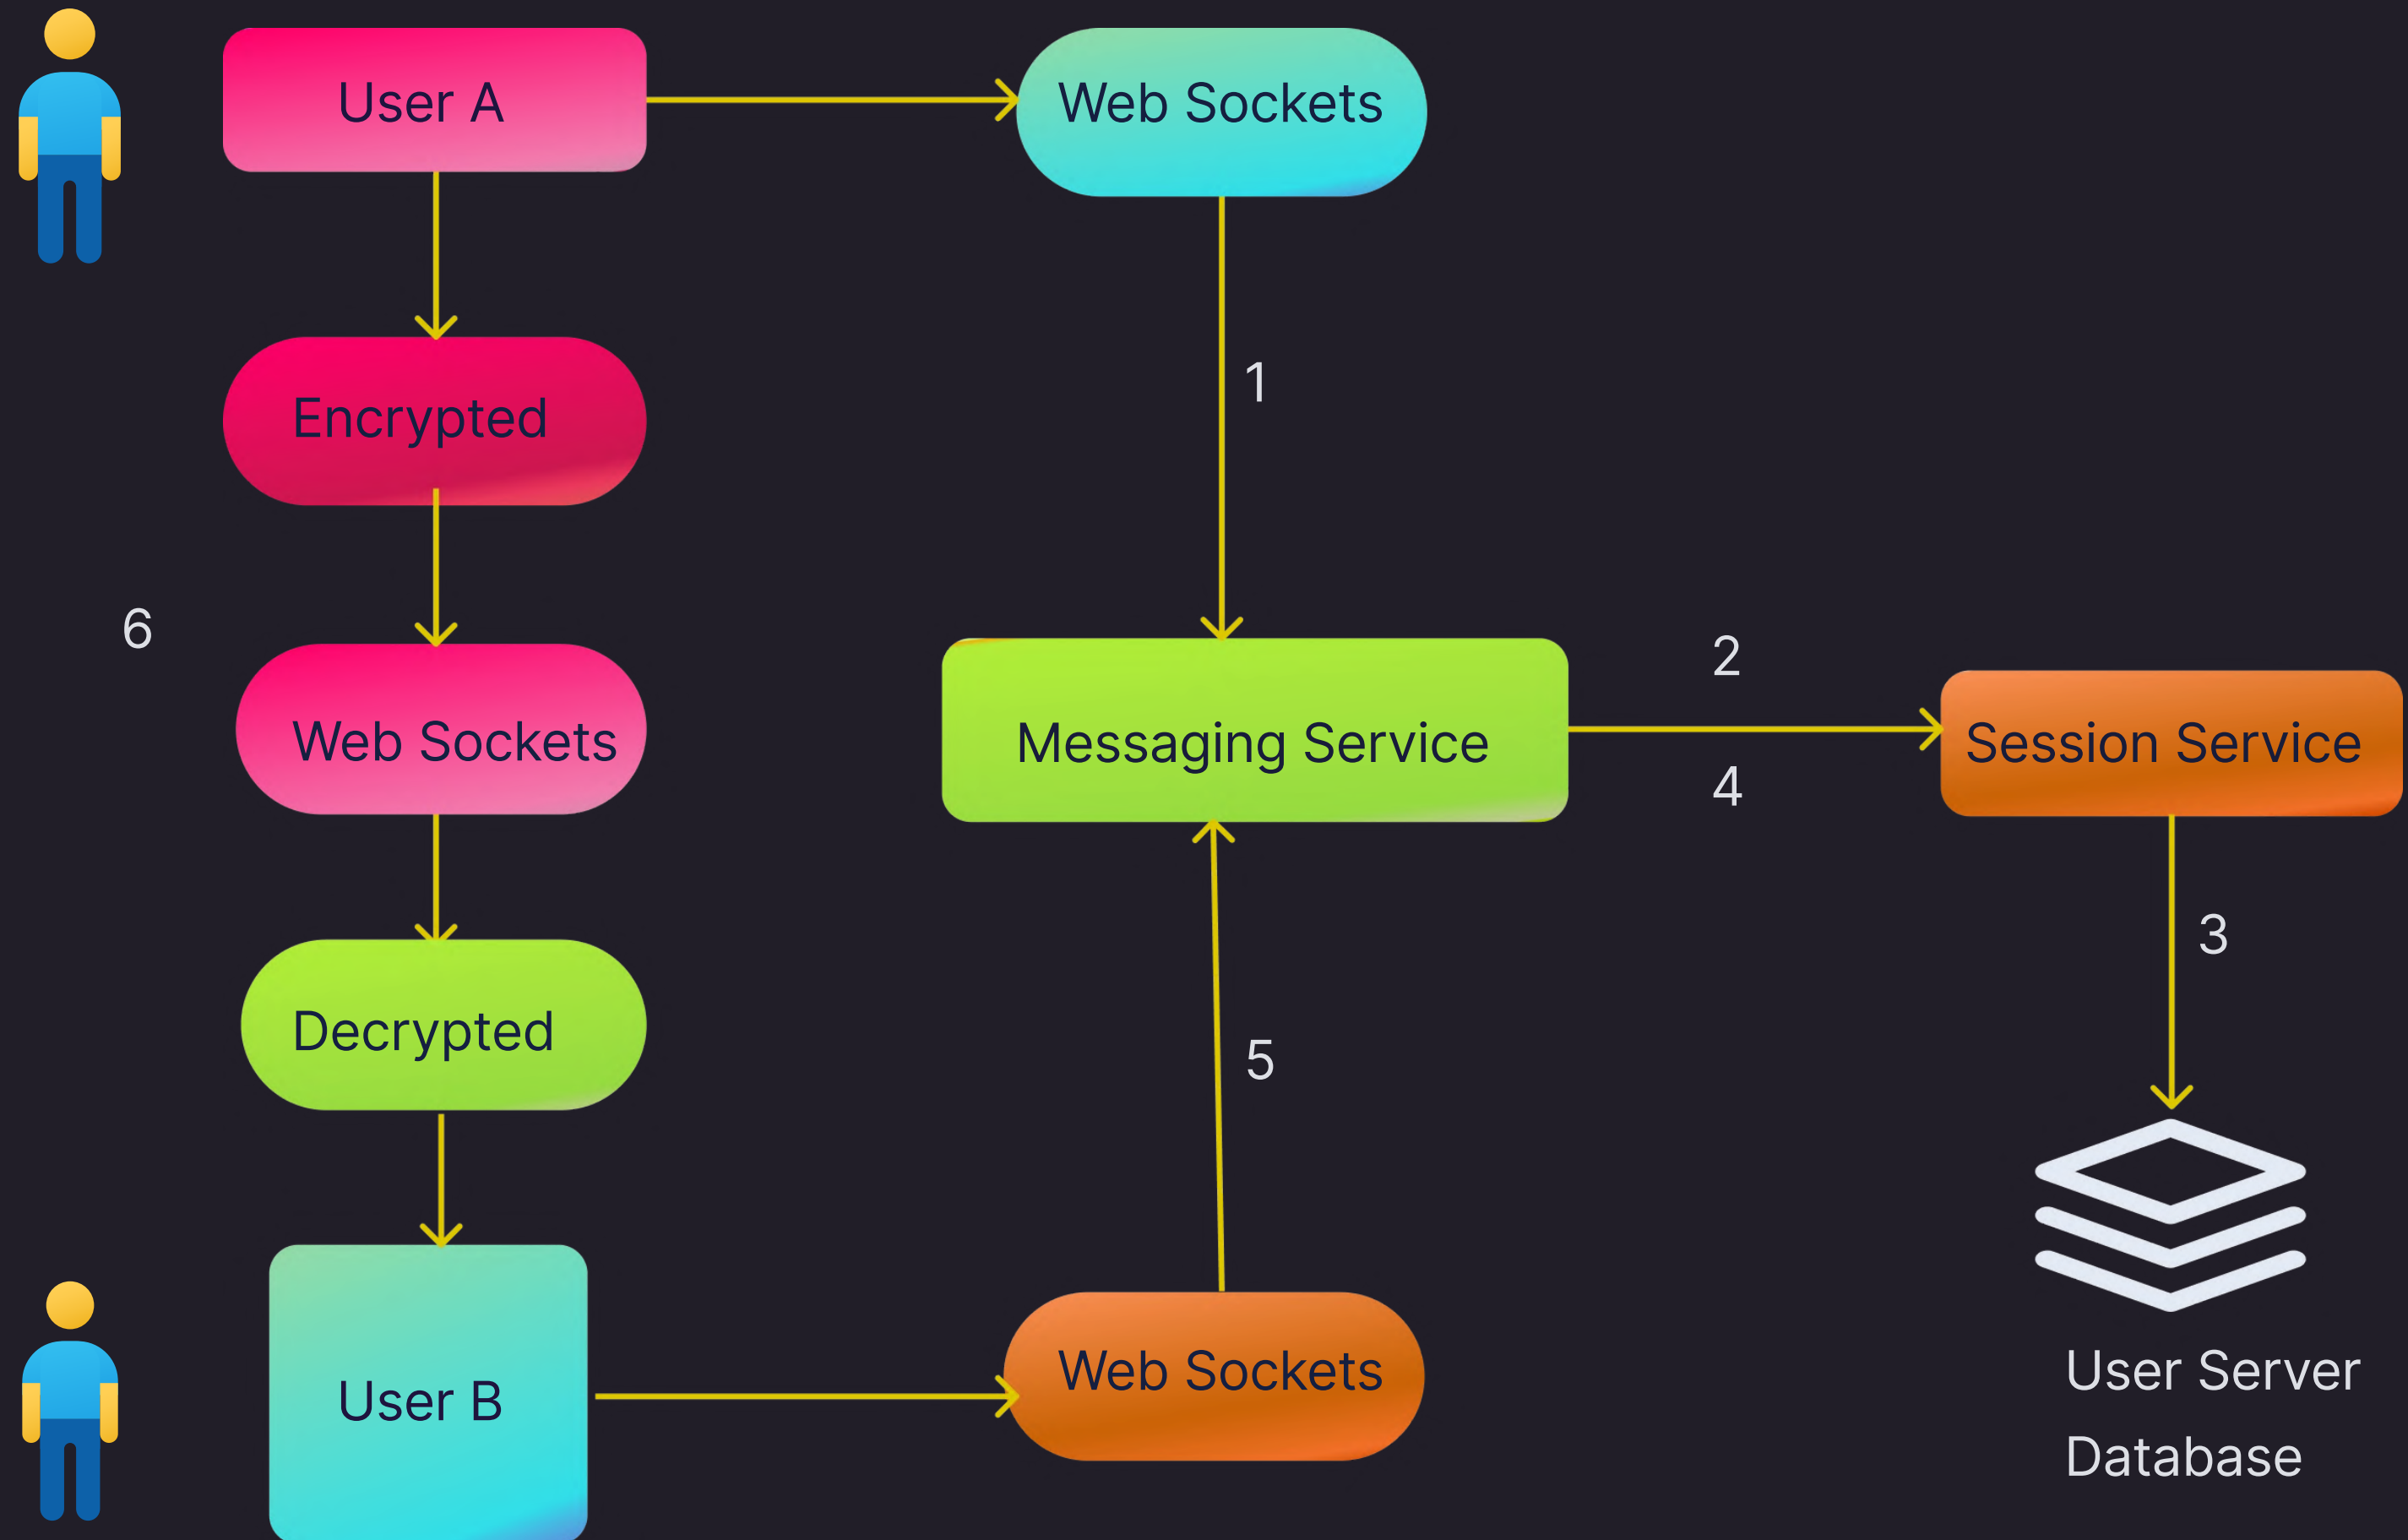 User A
Web Sockets
1
Encrypted
6
2
Web Sockets
Messaging Service
Session Service
4
3
Decrypted
5
User B
Web Sockets
User Server
Database